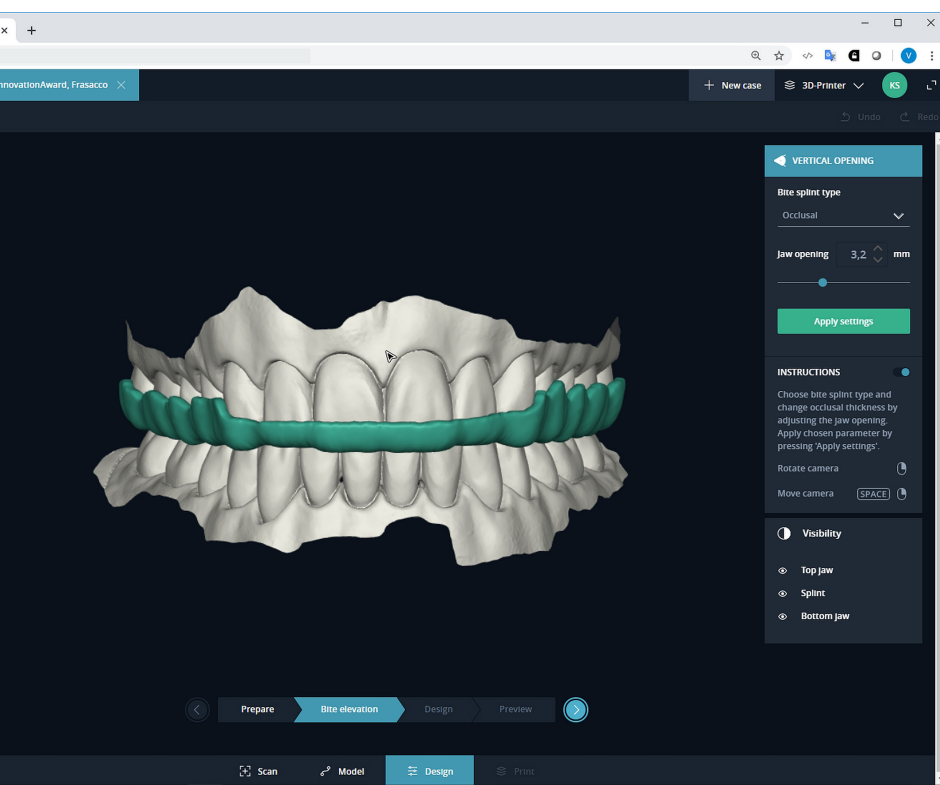 nnovationAward, Frasacco
New case
3D-Printer
KS
V
Undo
Redo
VERTICAL OPENING
Bite splint type
Occlusal
Jaw opening 3,2 mm
Apply settings
INSTRUCTIONS
Choose bite splint type and
change occlusal thickness by
adjusting the jaw opening.
Apply chosen parameter by
pressing 'Apply settings'.
Rotate camera
Move camera SPACE
Visibility
Top jaw
Splint
Bottom jaw
Prepare Bite elevation Design Preview
Scan Model Design Print